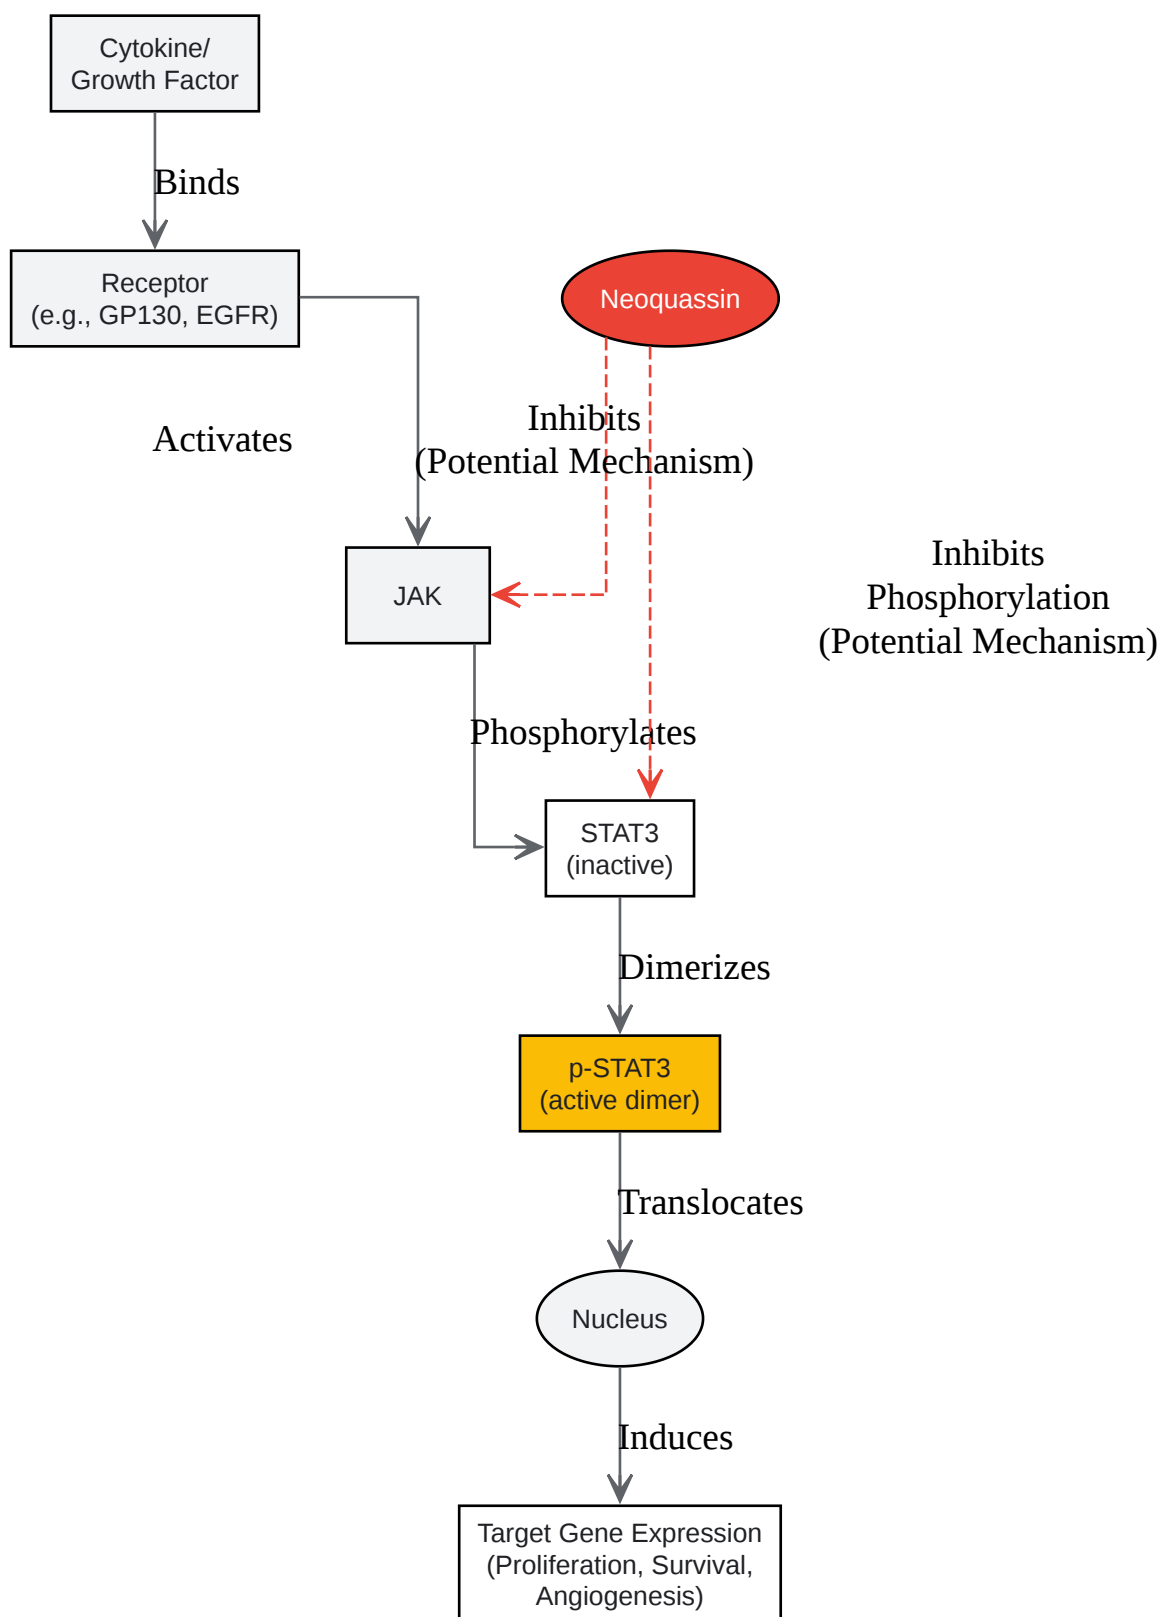 Cytokine/
Growth Factor
Binds
Receptor
(e.g., GP130, EGFR)
Neoquassin
Activates
Inhibits
(Potential Mechanism)
JAK
Inhibits
Phosphorylation
(Potential Mechanism)
Phosphorylates
STAT3
(inactive)
Dimerizes
p-STAT3
(active dimer)
Translocates
Nucleus
Induces
Target Gene Expression
(Proliferation, Survival,
Angiogenesis)